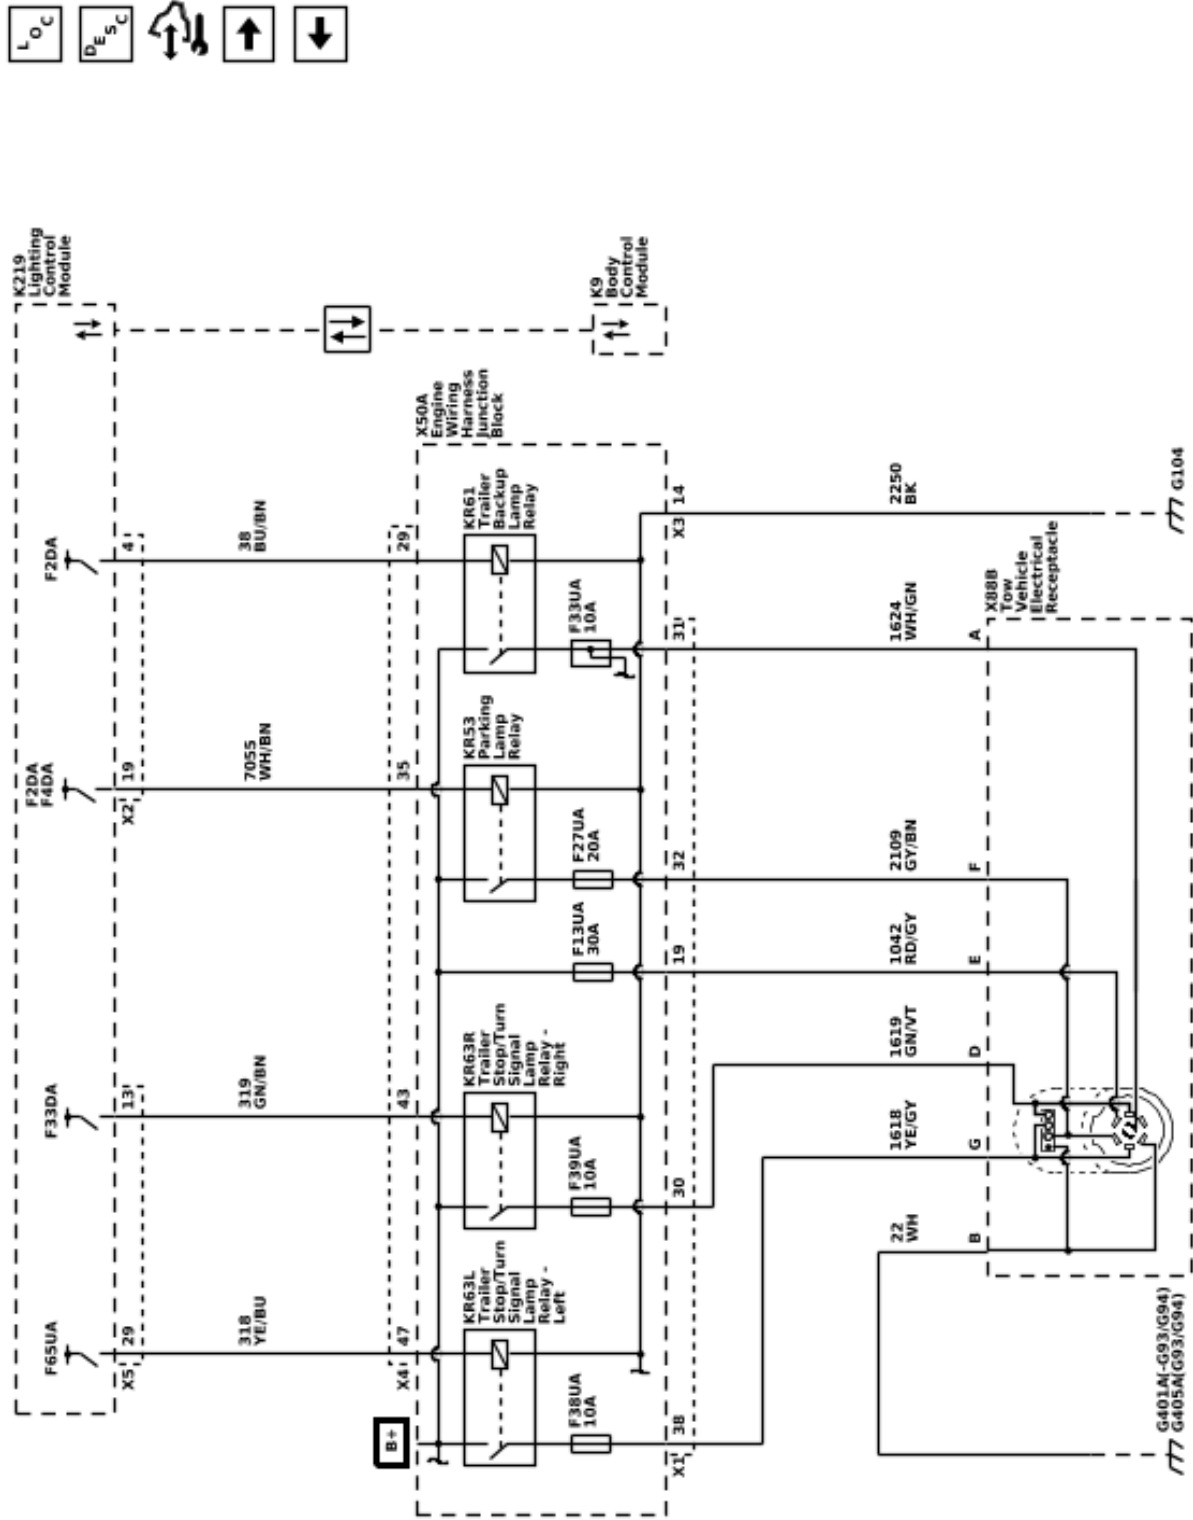 LOC
DESC
K219
Lighting
Control
Module
F65UA
F33DA
F2DA
F4DA
F2DA
X5
29
13
X2
19
4
318
YE/BU
319
GN/BN
7055
WH/BN
38
BU/BN
K9
Body
Control
Module
B+
X4
47
43
35
29
X50A
Engine
Wiring
Harness
Junction
Block
KR63L
Trailer
Stop/Turn
Signal
Lamp
Relay -
Left
KR63R
Trailer
Stop/Turn
Signal
Lamp
Relay -
Right
KR53
Parking
Lamp
Relay
KR61
Trailer
Backup
Lamp
Relay
F38UA
10A
F39UA
10A
F13UA
30A
F27UA
20A
F33UA
10A
X1
38
30
19
32
31
X3
14
22
WH
1618
YE/GY
1619
GN/VT
1042
RD/GY
2109
GY/BN
1624
WH/GN
2250
BK
B
G
D
E
F
A
X88B
Tow
Vehicle
Electrical
Receptacle
G401A(-G93/G94)
G405A(G93/G94)
G104